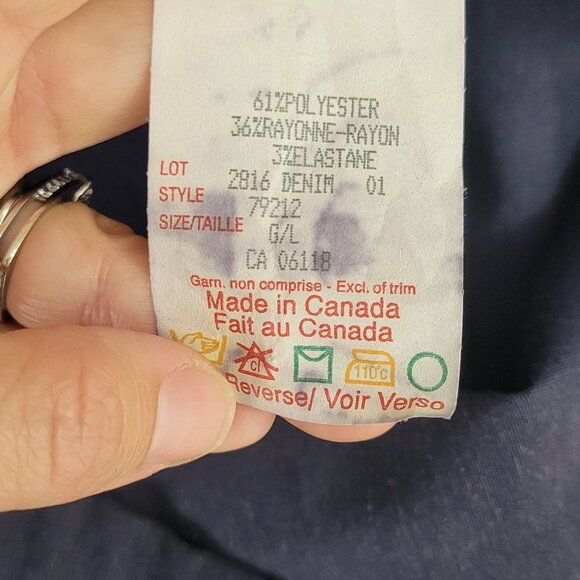 61%POLYESTER
36%RAYONNE-RAYON
3%ELASTANE
LOT 2816 DENIM 01
STYLE 79212
SIZE/TAILLE G/L
CA 06118
Garn. non comprise - Excl. of trim
Made in Canada
Fait au Canada
cl 110°c
Reverse/ Voir Verso